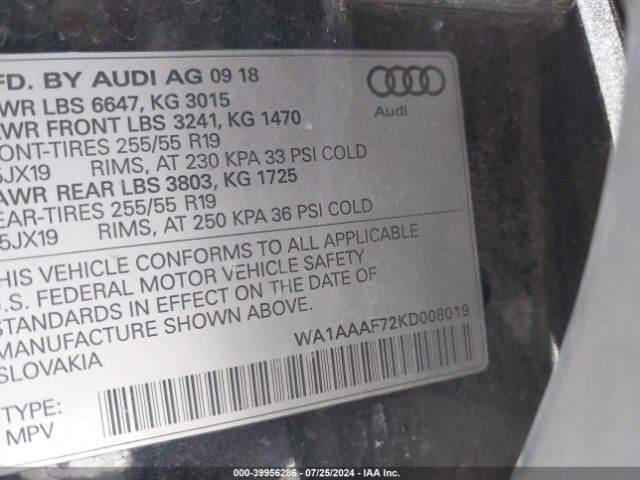 FD. BY AUDI AG 09 18
WR LBS 6647, KG 3015
AWR FRONT LBS 3241, KG 1470
ONT-TIRES 255/55 R19
5JX19 RIMS, AT 230 KPA 33 PSI COLD
AWR REAR LBS 3803, KG 1725
EAR-TIRES 255/55 R19
5JX19 RIMS, AT 250 KPA 36 PSI COLD
THIS VEHICLE CONFORMS TO ALL APPLICABLE
U.S. FEDERAL MOTOR VEHICLE SAFETY
STANDARDS IN EFFECT ON THE DATE OF
MANUFACTURE SHOWN ABOVE.
SLOVAKIA
WA1AAAF72KD008019
TYPE:
MPV
Audi
000-39956286 - 07/25/2024 - IAA Inc.